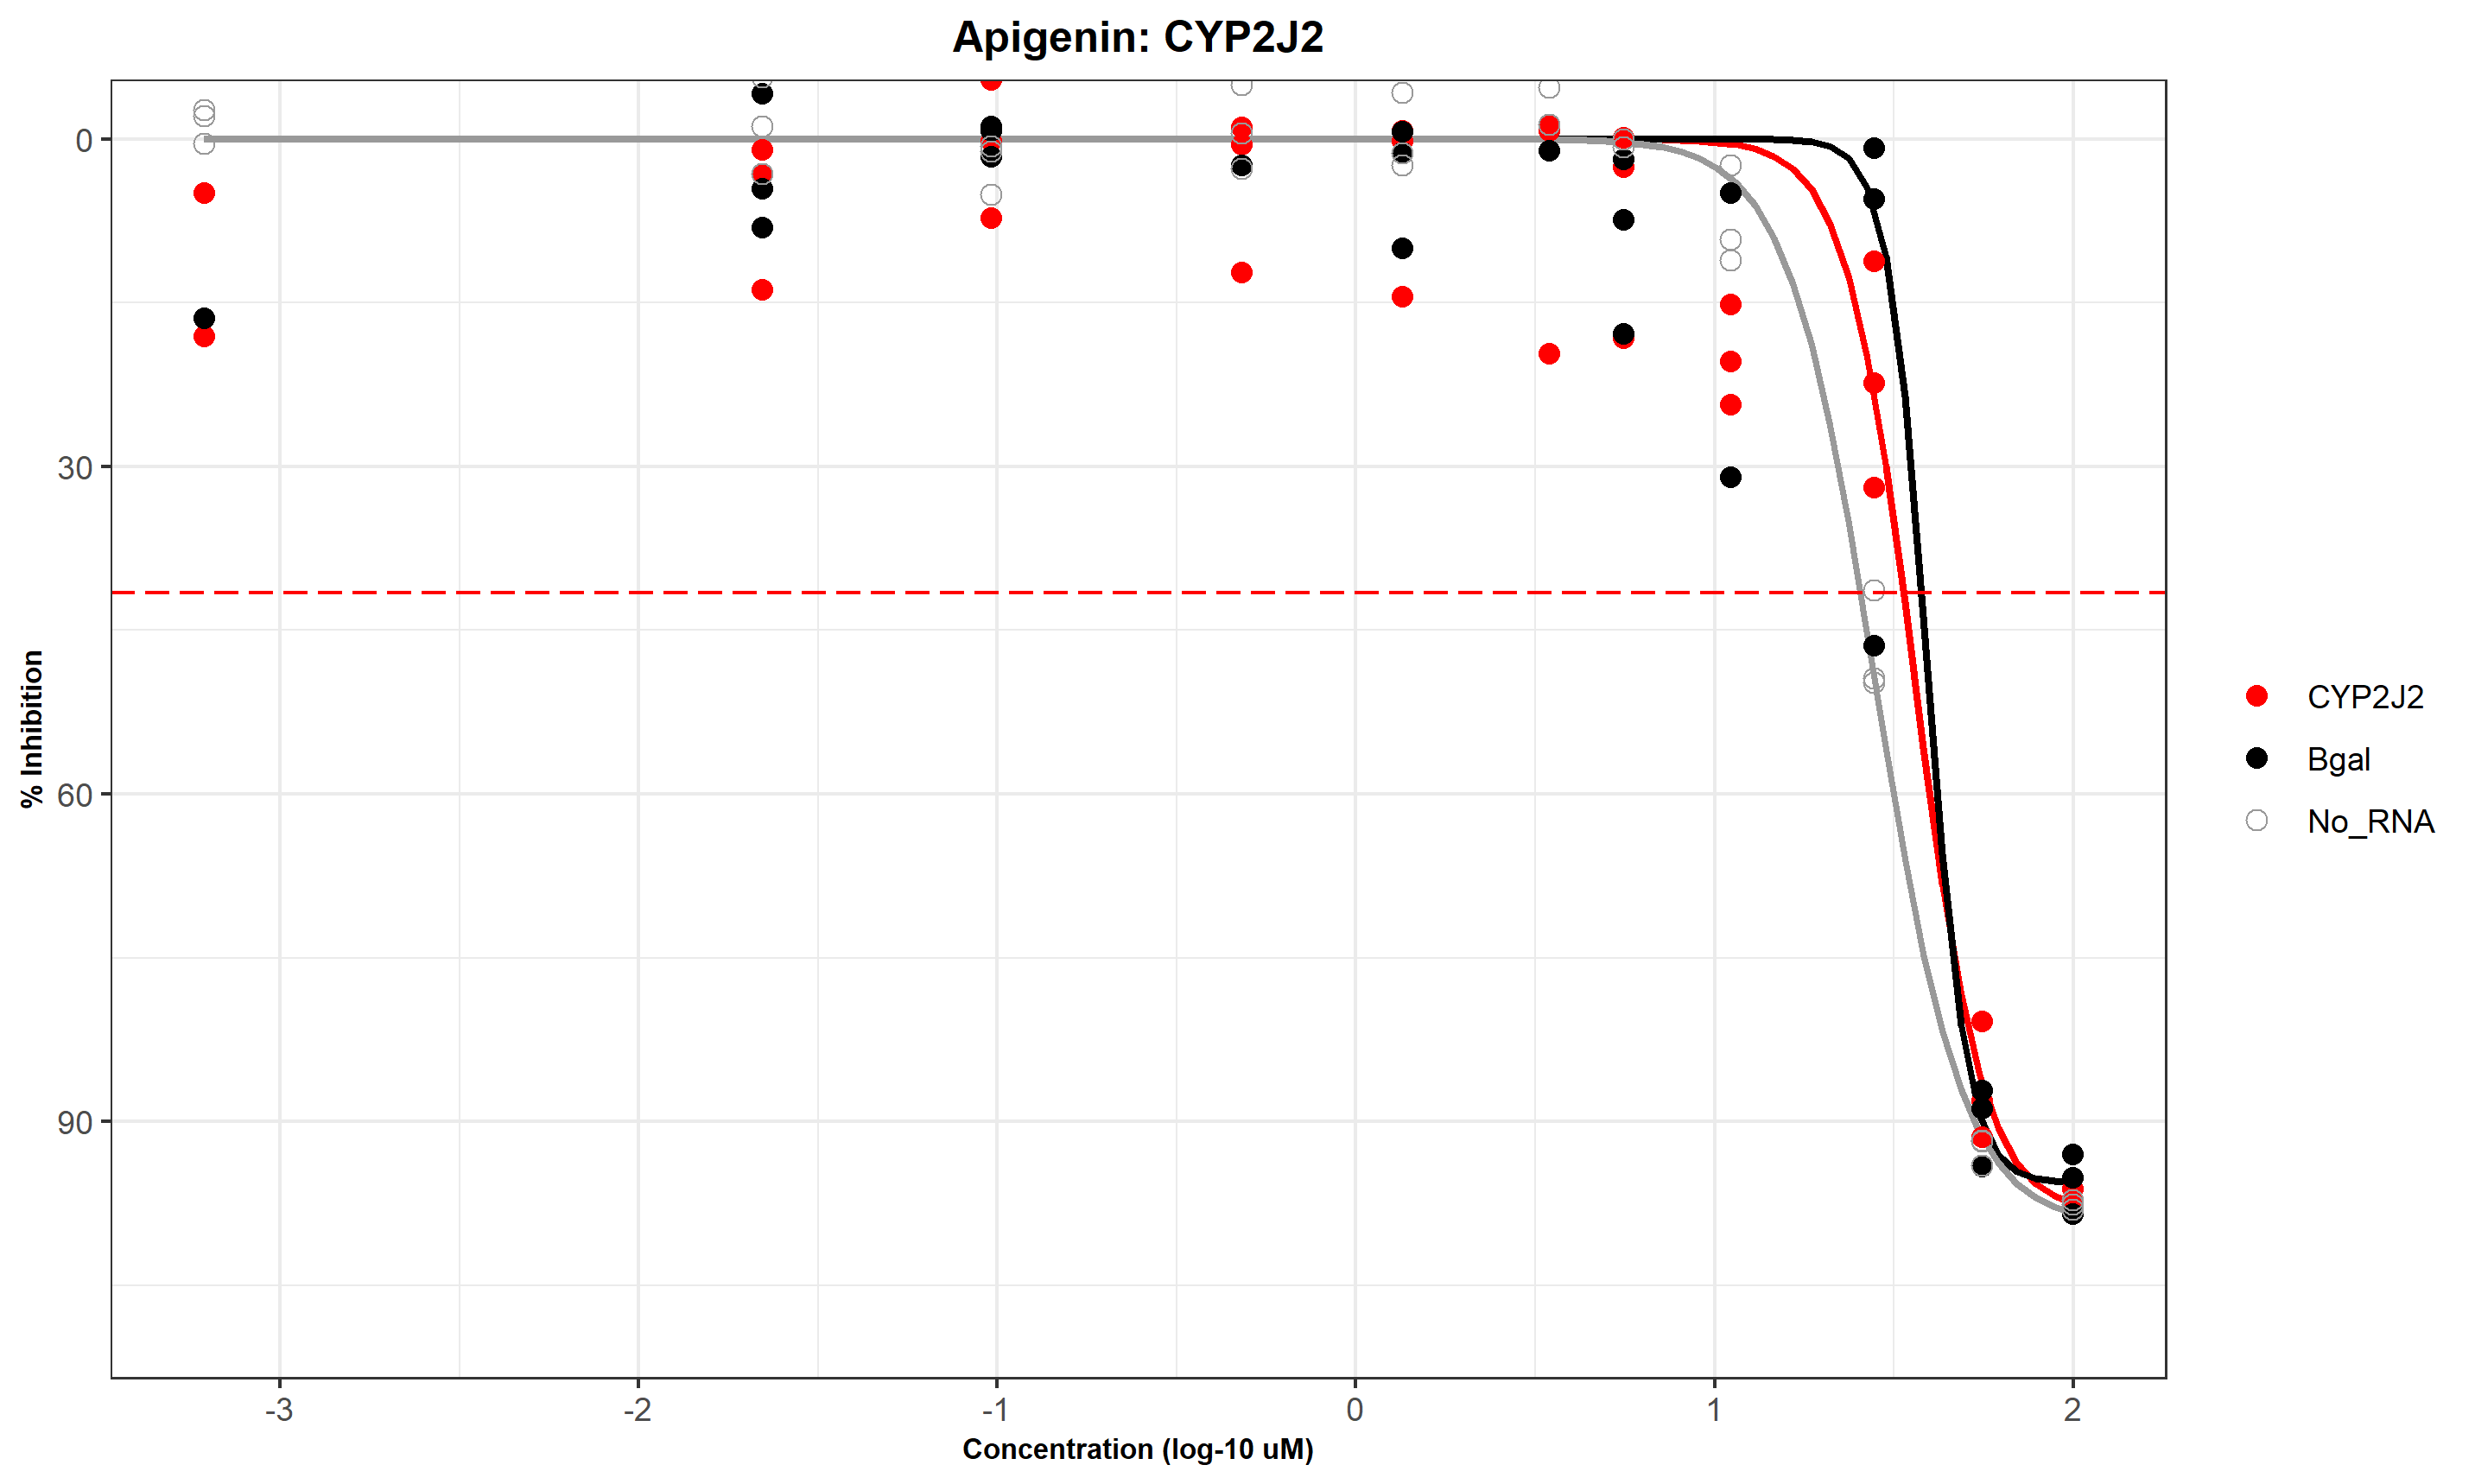 Apigenin: CYP2J2
% Inhibition
0
30
60
90
-3
-2
-1
0
1
2
Concentration (log-10 uM)
CYP2J2
Bgal
No_RNA